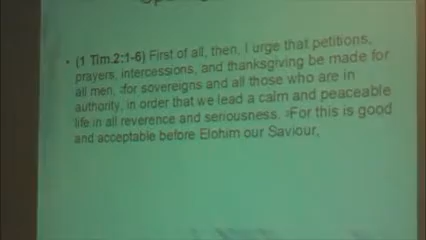 • (1 Tim.2:1-6) First of all, then, I urge that petitions,
prayers, intercessions, and thanksgiving be made for
all men, 2for sovereigns and all those who are in
authority, in order that we lead a calm and peaceable
life in all reverence and seriousness. 3For this is good
and acceptable before Elohim our Saviour,